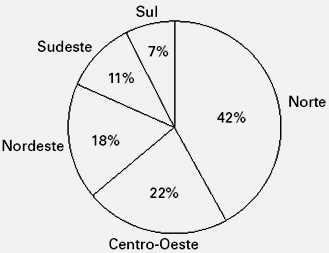 Sul
7%
Sudeste
11%
Norte
42%
Nordeste
18%
22%
Centro-Oeste